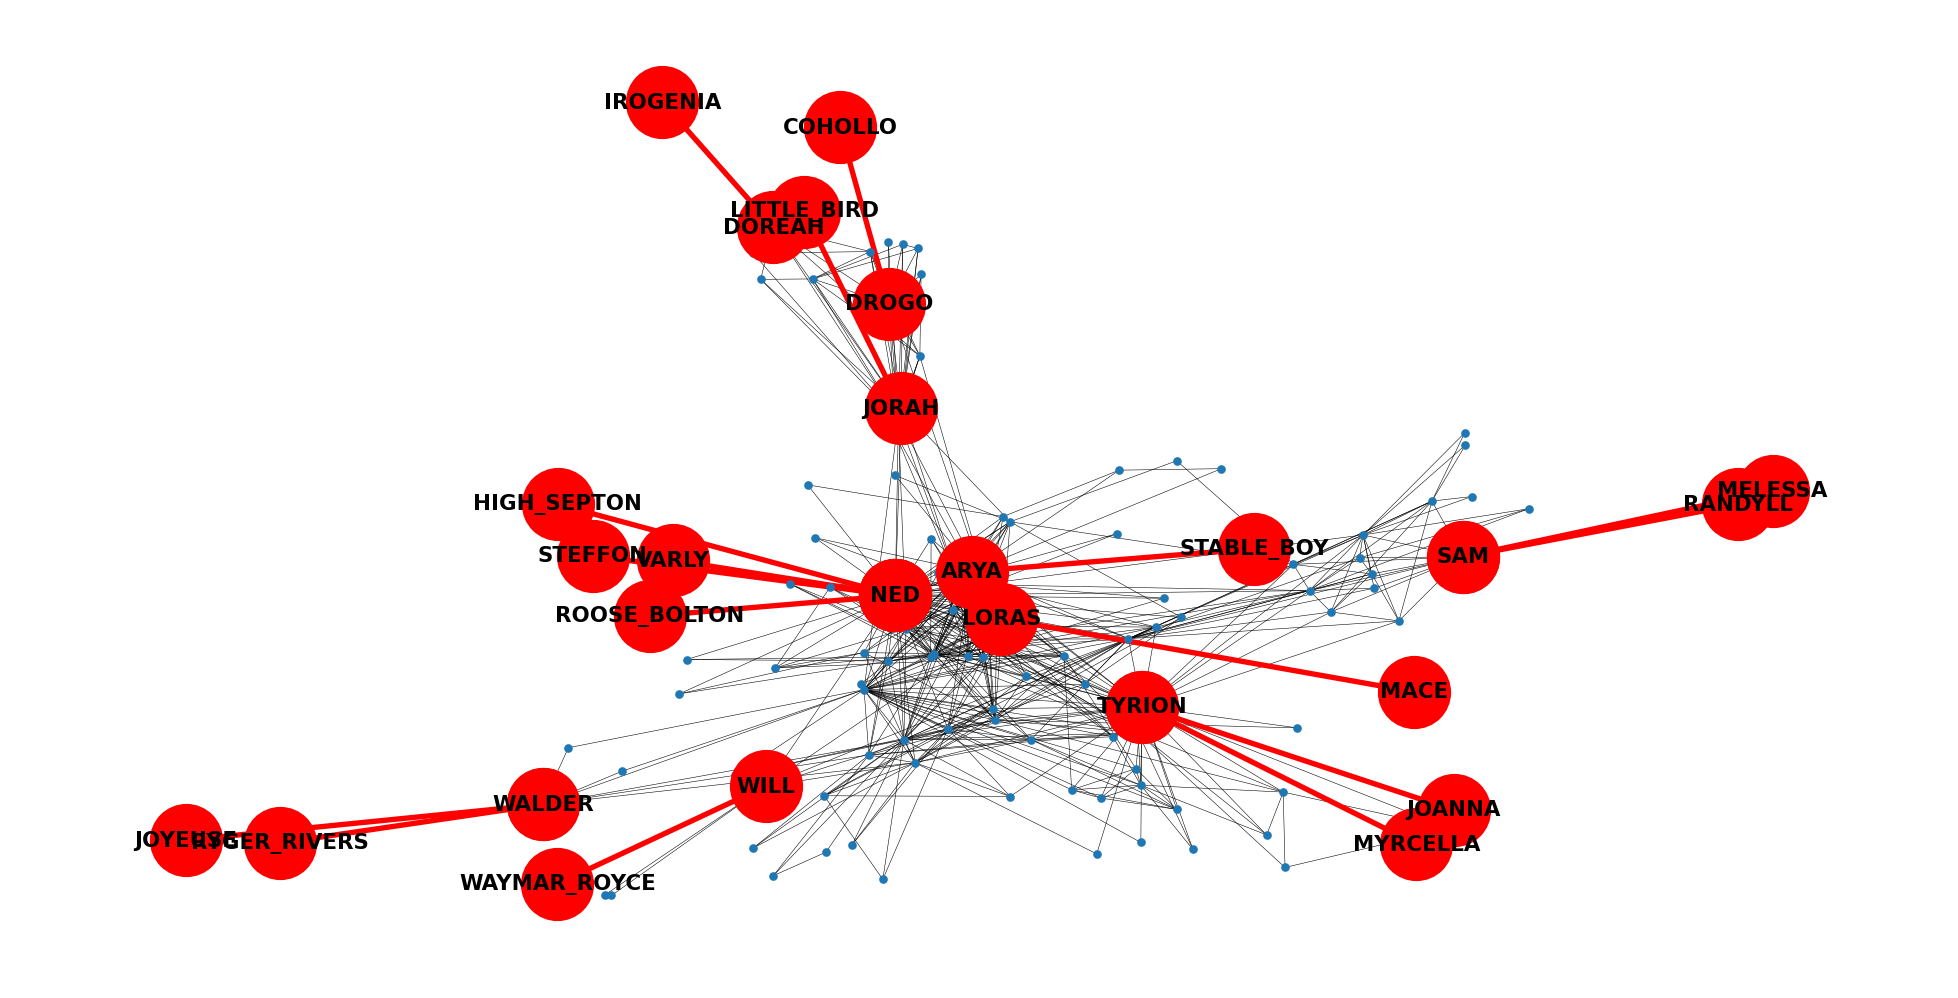 IROGENIA
COHOLLO
LITTLE_BIRD
DOREAH
DROGO
JORAH
MELESSA
HIGH_SEPTON
RANDYLL
STABLE_BOY
STEFFON
VARLY
SAM
ARYA
NED
ROOSE_BOLTON
LORAS
MACE
TYRION
WILL
WALDER
JOANNA
JOYEUSE
RYGER_RIVERS
MYRCELLA
WAYMAR_ROYCE